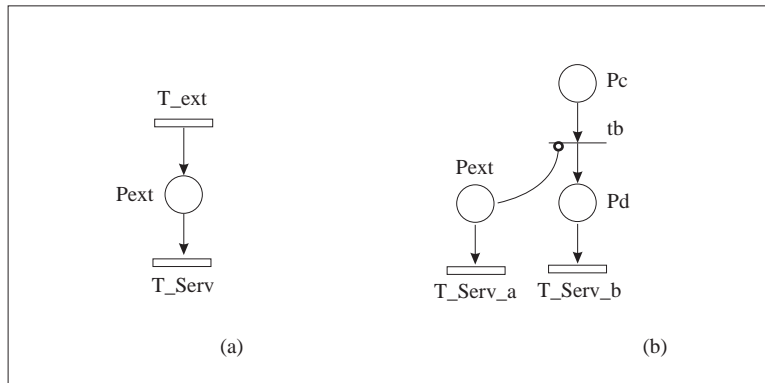 T_ext
Pext
T_Serv
(a)
Pc
tb
Pext
Pd
T_Serv_a
T_Serv_b
(b)